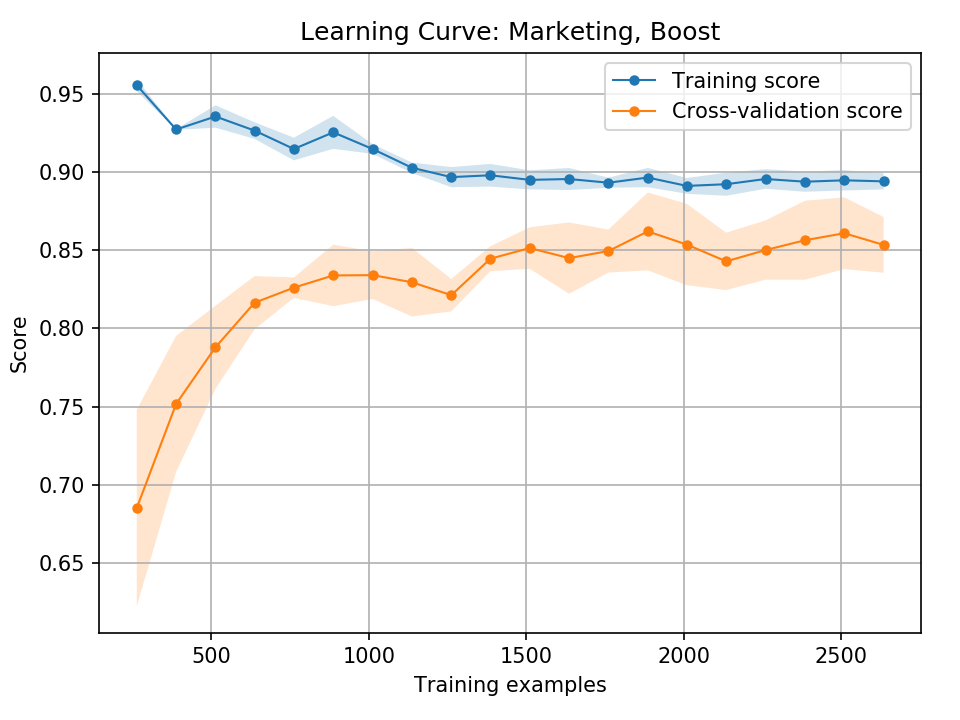 Learning Curve: Marketing, Boost
Training score
Cross-validation score
0.95
0.90
0.85
0.80
0.75
0.70
0.65
Score
500 1000 1500 2000 2500
Training examples